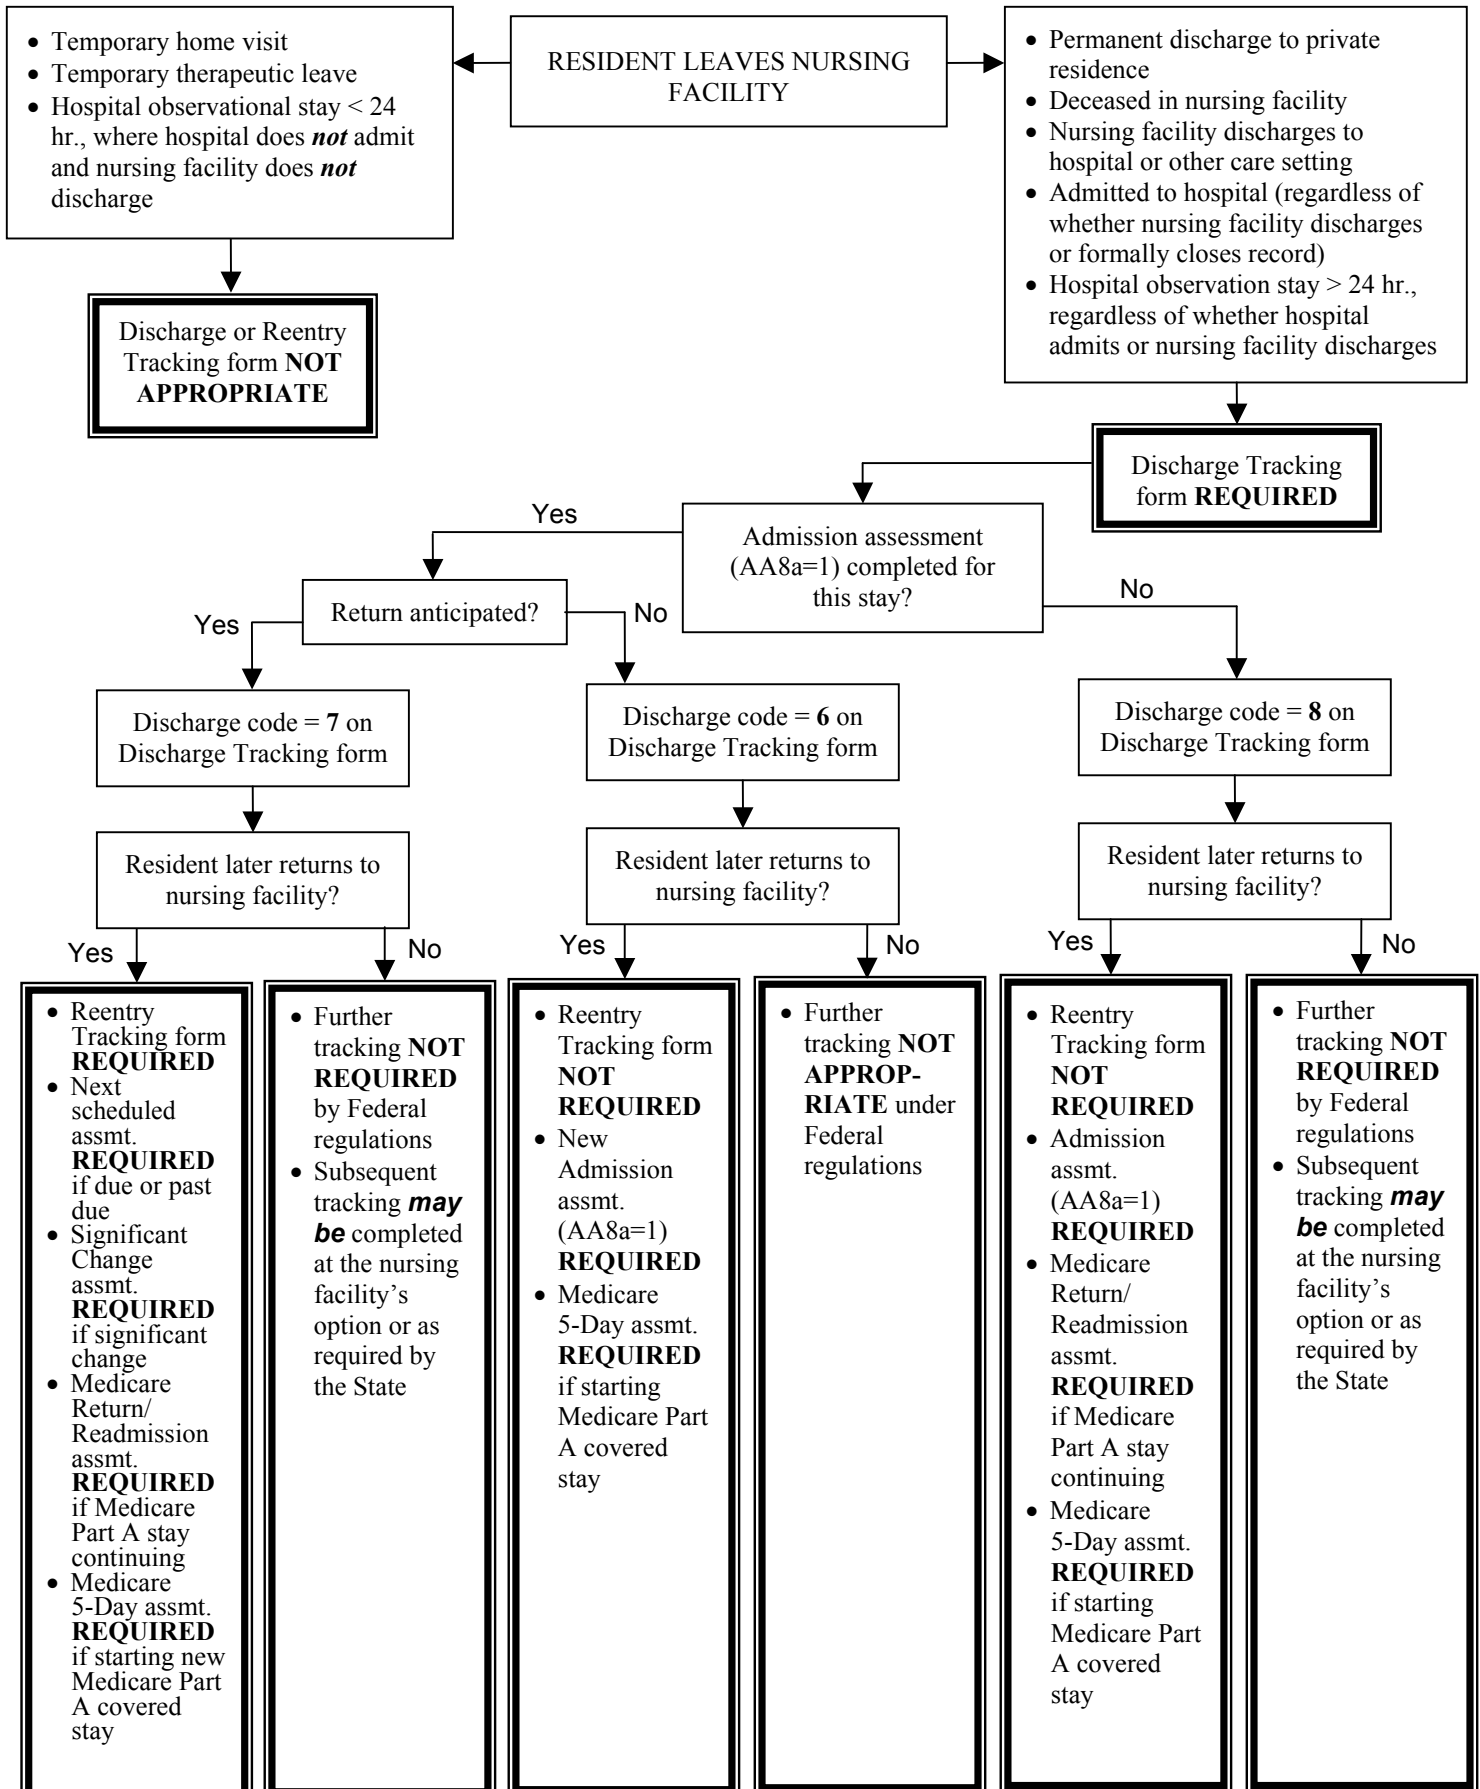 • Temporary home visit
• Temporary therapeutic leave
• Hospital observational stay < 24
hr., where hospital does not admit
and nursing facility does not
discharge
RESIDENT LEAVES NURSING
FACILITY
• Permanent discharge to private
residence
• Deceased in nursing facility
• Nursing facility discharges to
hospital or other care setting
• Admitted to hospital (regardless of
whether nursing facility discharges
or formally closes record)
• Hospital observation stay > 24 hr.,
regardless of whether hospital
admits or nursing facility discharges
Discharge or Reentry
Tracking form NOT
APPROPRIATE
Discharge Tracking
form REQUIRED
Admission assessment
(AA8a=1) completed for
this stay?
Yes
No
Return anticipated?
Yes
No
Discharge code = 7 on
Discharge Tracking form
Discharge code = 6 on
Discharge Tracking form
Discharge code = 8 on
Discharge Tracking form
Resident later returns to
nursing facility?
Resident later returns to
nursing facility?
Resident later returns to
nursing facility?
Yes
No
Yes
No
Yes
No
• Reentry
Tracking form
REQUIRED
• Next
scheduled
assmt.
REQUIRED
if due or past
due
• Significant
Change
assmt.
REQUIRED
if significant
change
• Medicare
Return/
Readmission
assmt.
REQUIRED
if Medicare
Part A stay
continuing
• Medicare
5-Day assmt.
REQUIRED
if starting new
Medicare Part
A covered
stay
• Further
tracking NOT
REQUIRED
by Federal
regulations
• Subsequent
tracking may
be completed
at the nursing
facility's
option or as
required by
the State
• Reentry
Tracking form
NOT
REQUIRED
• New
Admission
assmt.
(AA8a=1)
REQUIRED
• Medicare
5-Day assmt.
REQUIRED
if starting
Medicare Part
A covered
stay
• Further
tracking NOT
APPROP-
RIATE under
Federal
regulations
• Reentry
Tracking form
NOT
REQUIRED
• Admission
assmt.
(AA8a=1)
REQUIRED
• Medicare
Return/
Readmission
assmt.
REQUIRED
if Medicare
Part A stay
continuing
• Medicare
5-Day assmt.
REQUIRED
if starting
Medicare Part
A covered
stay
• Further
tracking NOT
REQUIRED
by Federal
regulations
• Subsequent
tracking may
be completed
at the nursing
facility's
option or as
required by
the State